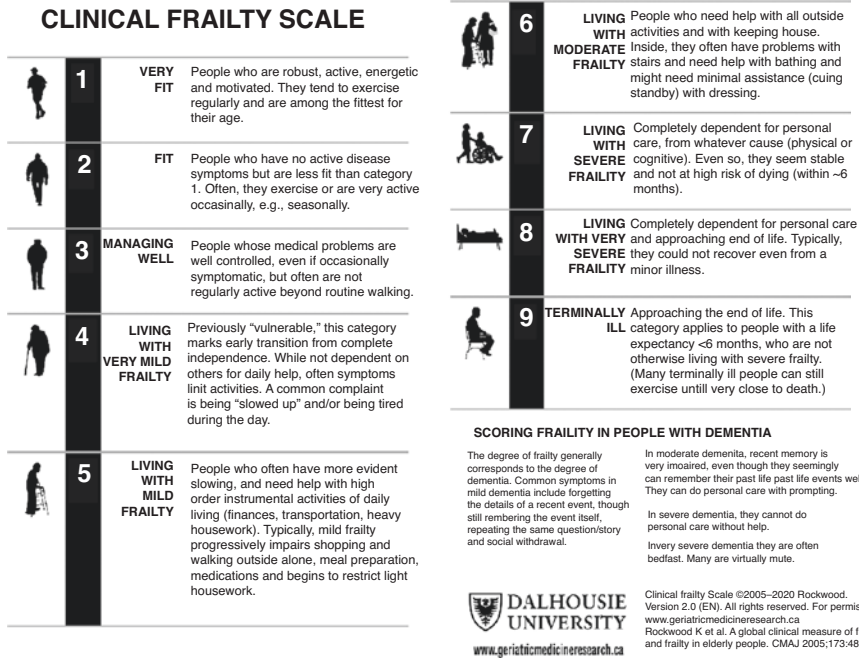 CLINICAL FRAILTY SCALE
1
VERY
FIT
People who are robust, active, energetic
and motivated. They tend to exercise
regularly and are among the fittest for
their age.
2
FIT
People who have no active disease
symptoms but are less fit than category
1. Often, they exercise or are very active
occasinally, e.g., seasonally.
3
MANAGING
WELL
People whose medical problems are
well controlled, even if occasionally
symptomatic, but often are not
regularly active beyond routine walking.
4
LIVING
WITH
VERY MILD
FRAILTY
Previously “vulnerable,” this category
marks early transition from complete
independence. While not dependent on
others for daily help, often symptoms
linit activities. A common complaint
is being “slowed up” and/or being tired
during the day.
5
LIVING
WITH
MILD
FRAILTY
People who often have more evident
slowing, and need help with high
order instrumental activities of daily
living (finances, transportation, heavy
housework). Typically, mild frailty
progressively impairs shopping and
walking outside alone, meal preparation,
medications and begins to restrict light
housework.
6
LIVING
WITH
MODERATE
FRAILTY
People who need help with all outside
activities and with keeping house.
Inside, they often have problems with
stairs and need help with bathing and
might need minimal assistance (cuing
standby) with dressing.
7
LIVING
WITH
SEVERE
FRAILITY
Completely dependent for personal
care, from whatever cause (physical or
cognitive). Even so, they seem stable
and not at high risk of dying (within ~6
months).
8
LIVING
WITH VERY
SEVERE
FRAILITY
Completely dependent for personal care
and approaching end of life. Typically,
they could not recover even from a
minor illness.
9
TERMINALLY
ILL
Approaching the end of life. This
category applies to people with a life
expectancy <6 months, who are not
otherwise living with severe frailty.
(Many terminally ill people can still
exercise untill very close to death.)
SCORING FRAILITY IN PEOPLE WITH DEMENTIA
The degree of frailty generally
corresponds to the degree of
dementia. Common symptoms in
mild dementia include forgetting
the details of a recent event, though
still rembering the event itself,
repeating the same question/story
and social withdrawal.
In moderate demenita, recent memory is
very imoaired, even though they seemingly
can remember their past life past life events wel
They can do personal care with prompting.
In severe dementia, they cannot do
personal care without help.
Invery severe dementia they are often
bedfast. Many are virtually mute.
DALHOUSIE
UNIVERSITY
www.geriatricmedicineresearch.ca
Clinical frailty Scale ©2005–2020 Rockwood.
Version 2.0 (EN). All rights reserved. For permis
www.geriatricmedicineresearch.ca
Rockwood K et al. A global clinical measure of f
and frailty in elderly people. CMAJ 2005;173:48